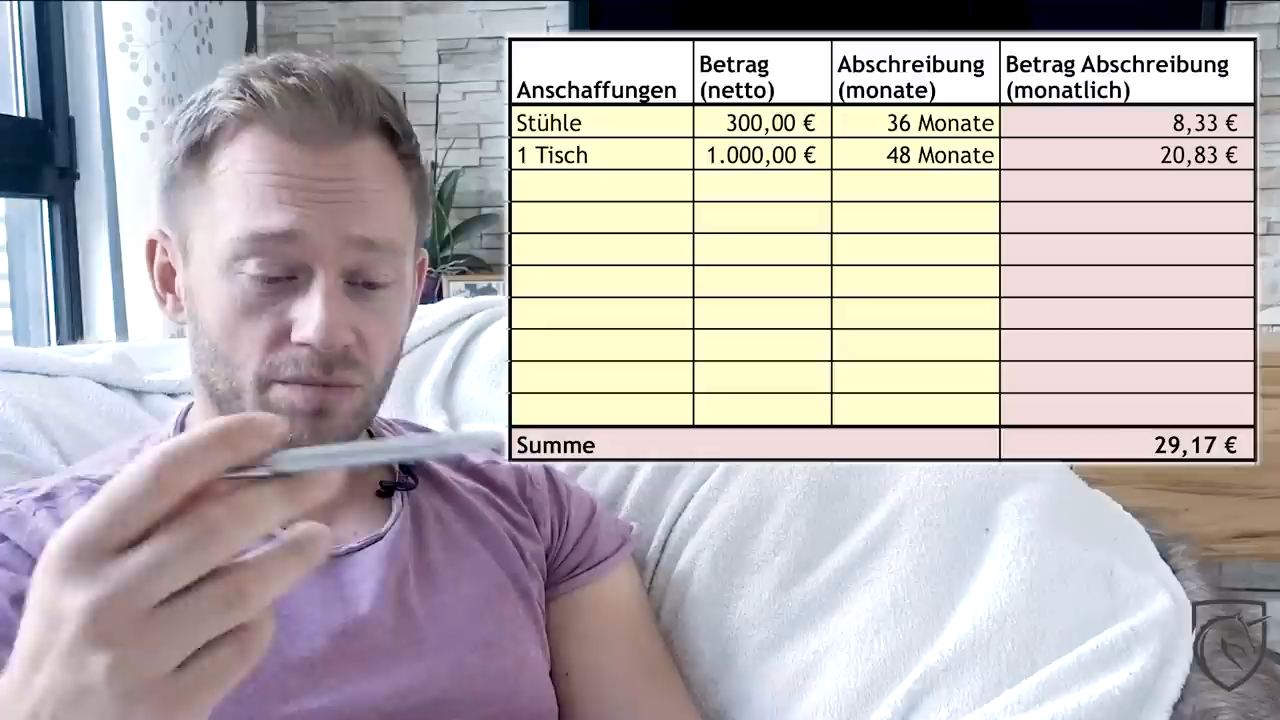 Anschaffungen Betrag (netto) Abschreibung (monate) Betrag Abschreibung (monatlich)
Stühle 300,00 € 36 Monate 8,33 €
1 Tisch 1.000,00 € 48 Monate 20,83 €
Summe 29,17 €